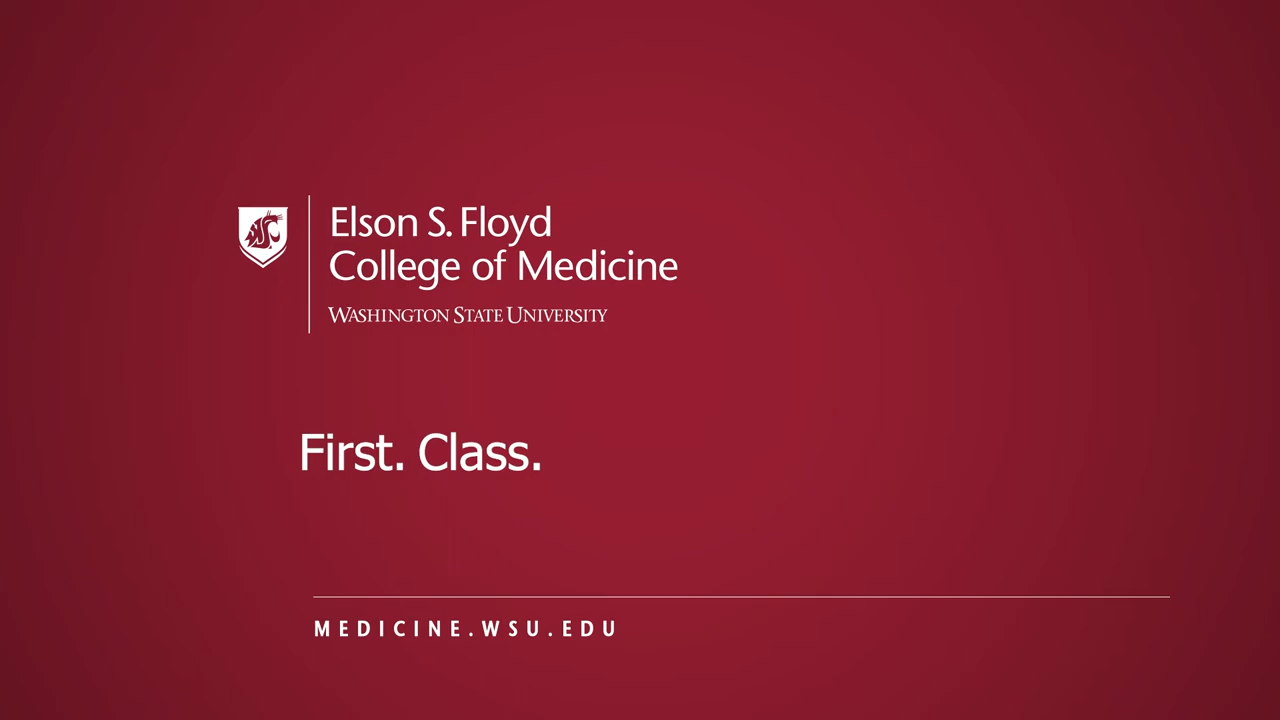 Elson S. Floyd
College of Medicine
WASHINGTON STATE UNIVERSITY
First. Class.
MEDICINE.WSU.EDU